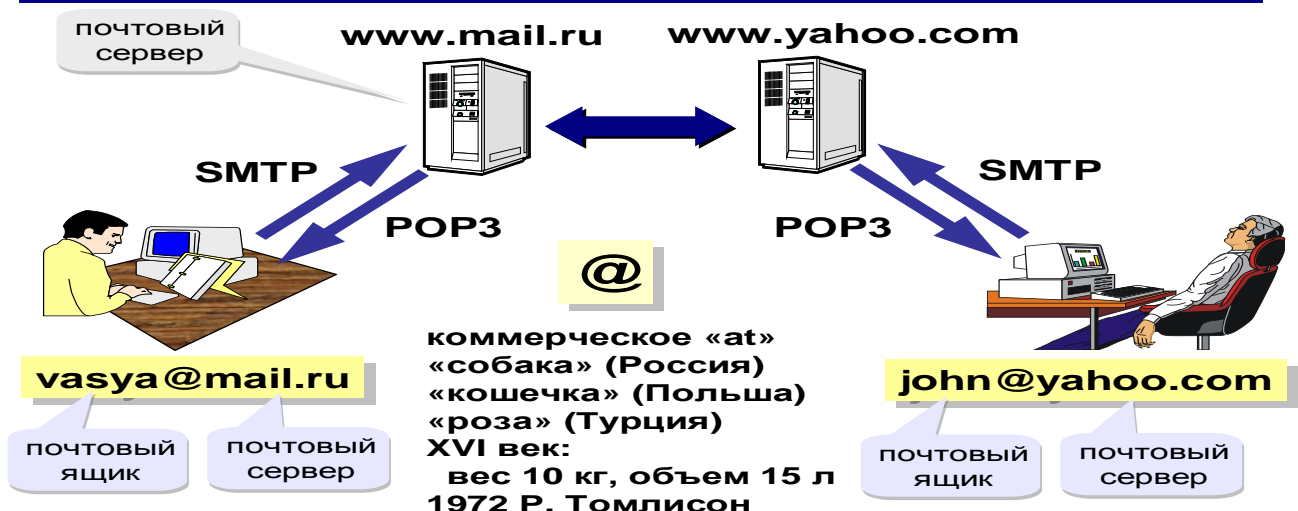 почтовый
сервер
www.mail.ru
www.yahoo.com
SMTP
SMTP
POP3
POP3
@
vasya@mail.ru
почтовый
ящик
почтовый
сервер
коммерческое «at»
«собака» (Россия)
«кошечка» (Польша)
«роза» (Турция)
XVI век:
вес 10 кг, объем 15 л
1972 Р. Томлисон
john@yahoo.com
почтовый
ящик
почтовый
сервер